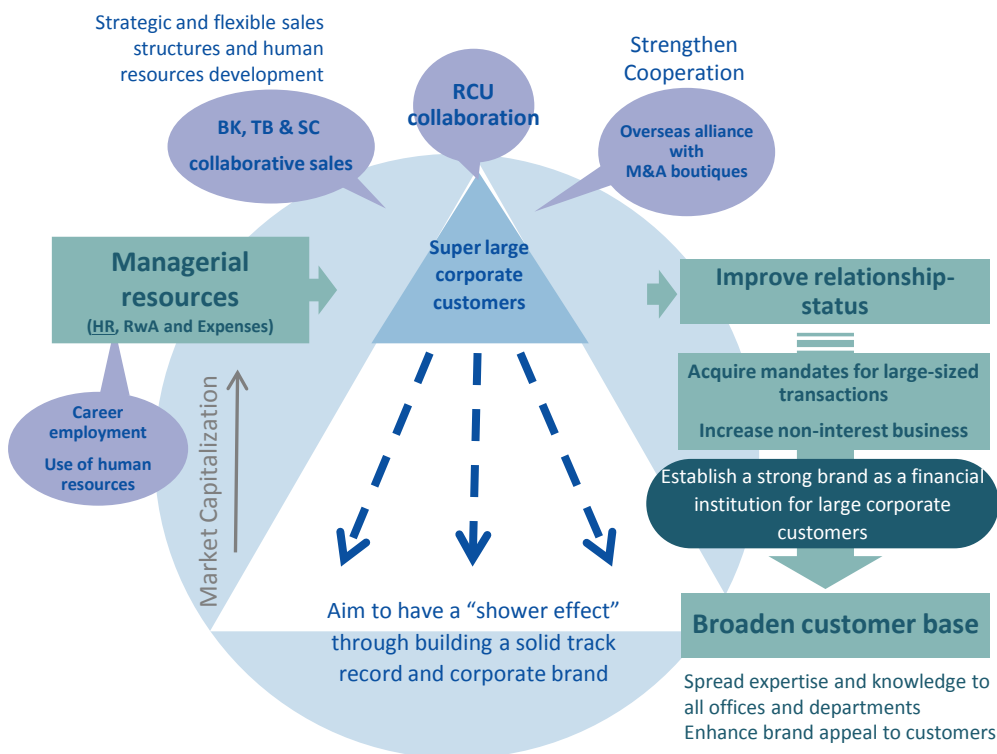 Strategic and flexible sales
structures and human
resources development
BK, TB & SC
collaborative sales
RCU
collaboration
Strengthen
Cooperation
Overseas alliance
with
M&A boutiques
Managerial
resources
(HR, RwA and Expenses)
Career
employment
Use of human
resources
Market Capitalization
Super large
corporate
customers
Aim to have a “shower effect”
through building a solid track
record and corporate brand
Improve relationship-
status
Acquire mandates for large-sized
transactions
Increase non-interest business
Establish a strong brand as a financial
institution for large corporate
customers
Broaden customer base
Spread expertise and knowledge to
all offices and departments
Enhance brand appeal to customers